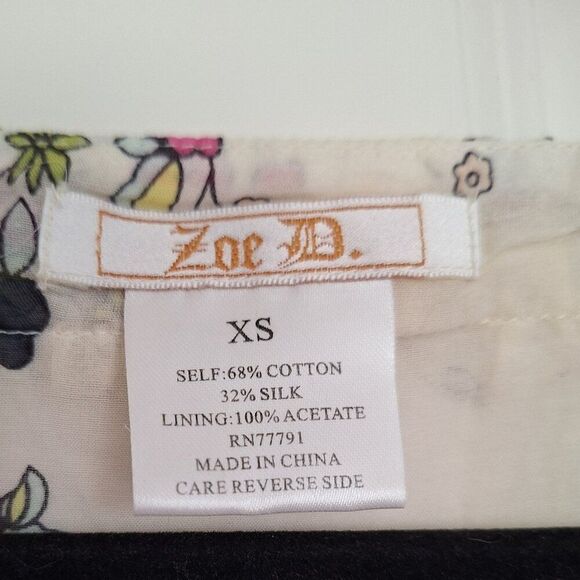 Zoe D.
XS
SELF:68% COTTON
32% SILK
LINING:100% ACETATE
RN77791
MADE IN CHINA
CARE REVERSE SIDE